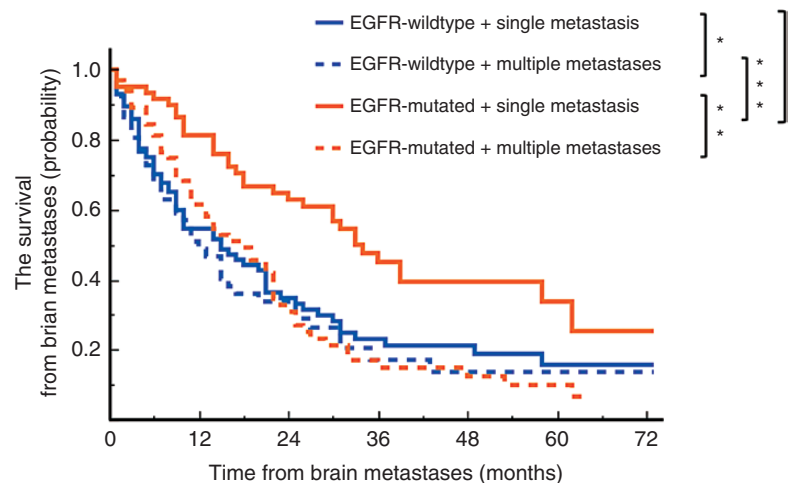 EGFR-wildtype + single metastasis
EGFR-wildtype + multiple metastases
EGFR-mutated + single metastasis
EGFR-mutated + multiple metastases
*
*
*
*
*
*
The survival
from brian metastases (probability)
1.0
0.8
0.6
0.4
0.2
0
12
24
36
48
60
72
Time from brain metastases (months)